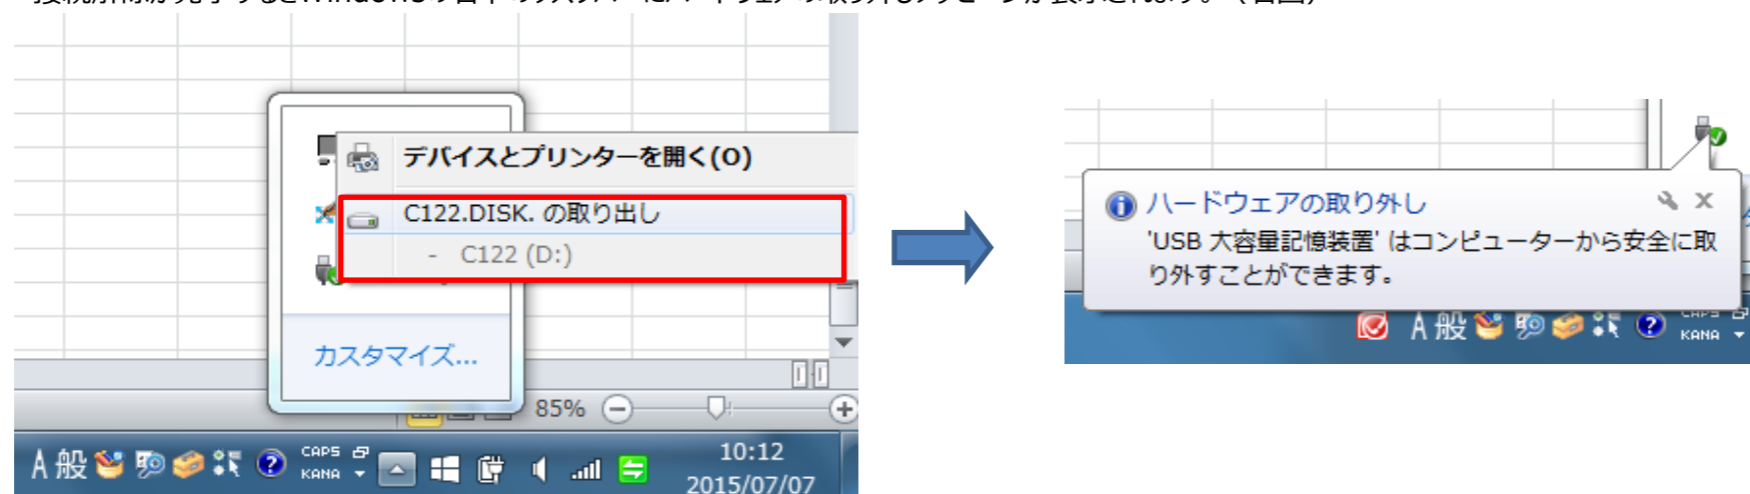 デバイスとプリンターを開く(O)
C122.DISK. の取り出し
- C122 (D:)
カスタマイズ...
85%
A 般
CAPS
KANA
10:12
2015/07/07
ハードウェアの取り外し
'USB 大容量記憶装置' はコンピューターから安全に取
り外すことができます。
A 般
CAPS
KANA